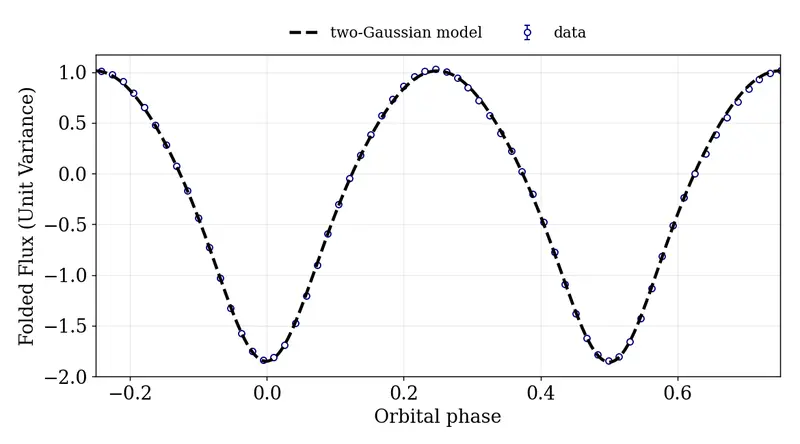 two-Gaussian model
data
Folded Flux (Unit Variance)
1.0
0.5
0.0
−0.5
−1.0
−1.5
−2.0
−0.2 0.0 0.2 0.4 0.6
Orbital phase